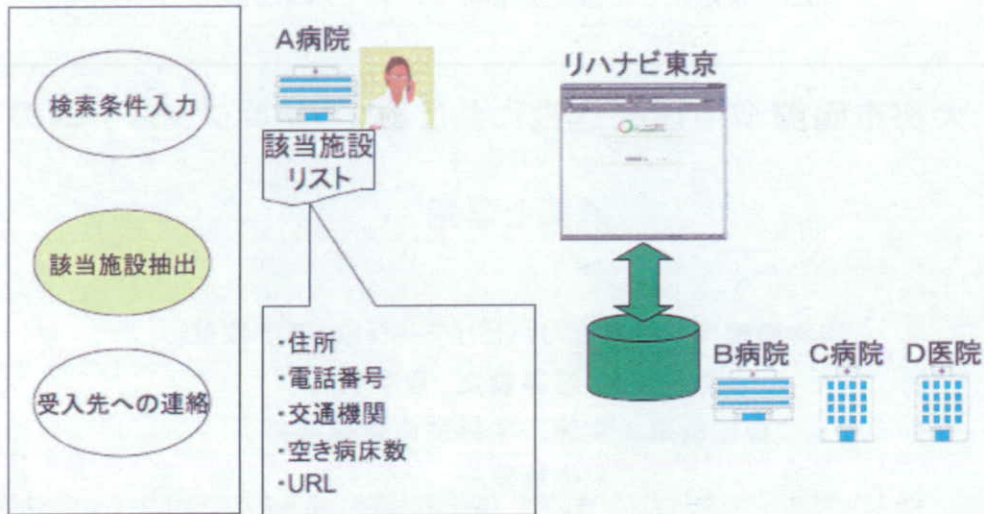 検索条件入力
該当施設抽出
受入先への連絡
A病院
該当施設
リスト
・住所
・電話番号
・交通機関
・空き病床数
・URL
リハナビ東京
B病院
C病院
D医院